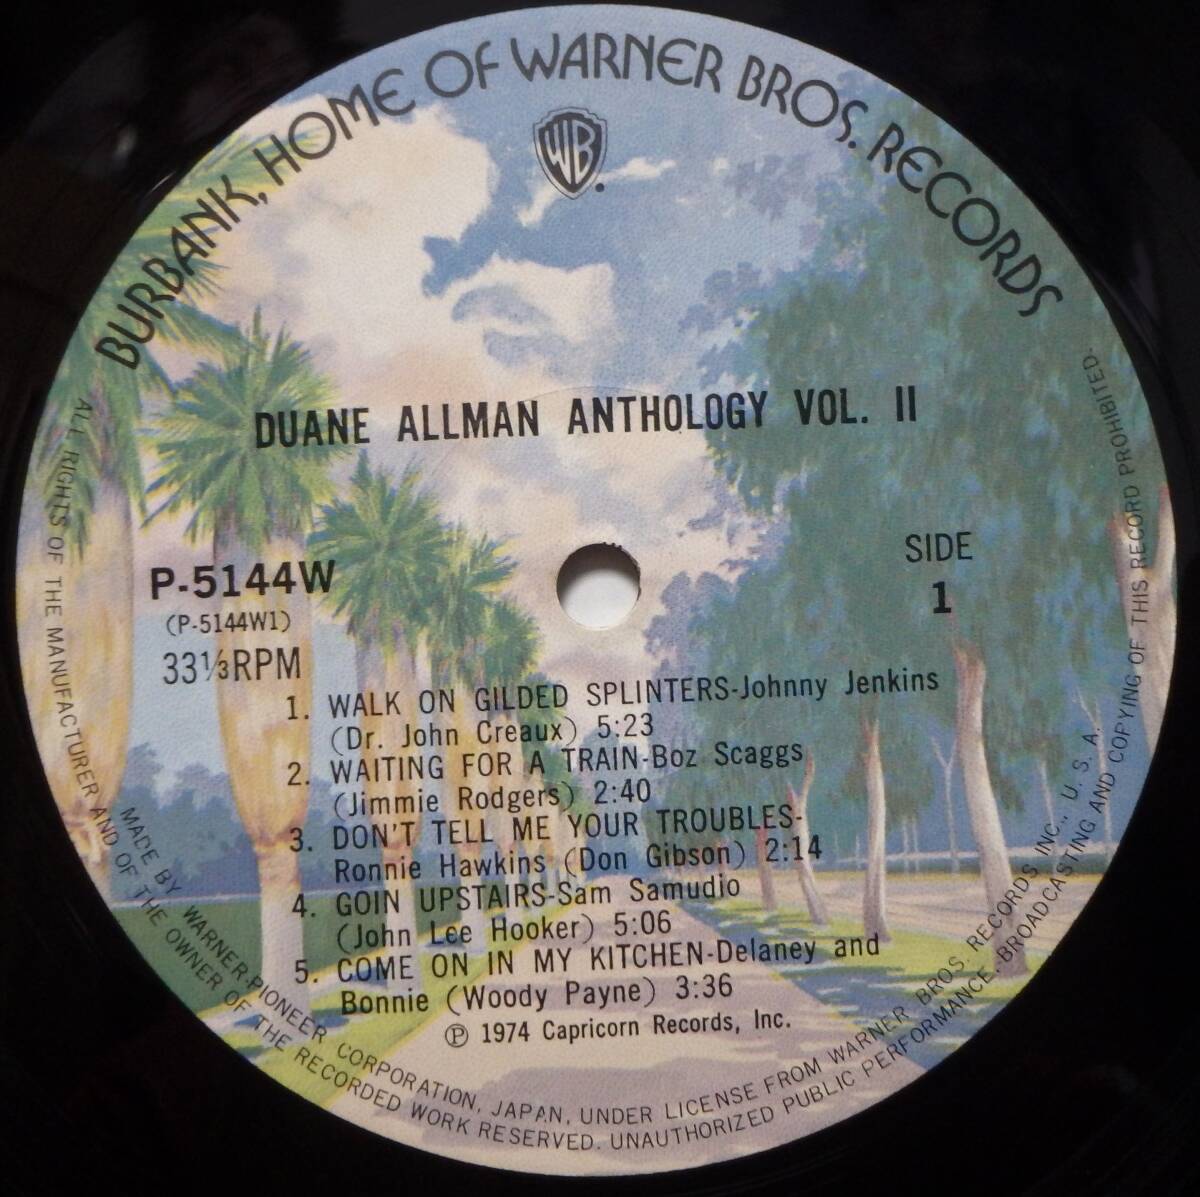 BURBANK, HOME OF WARNER BROS. RECORDS
WB
DUANE ALLMAN ANTHOLOGY VOL. II
P-5144W
(P-5144W1)
33⅓RPM
SIDE
1
1. WALK ON GILDED SPLINTERS-Johnny Jenkins
(Dr. John Creaux) 5:23
2. WAITING FOR A TRAIN-Boz Scaggs
(Jimmie Rodgers) 2:40
3. DON'T TELL ME YOUR TROUBLES-
Ronnie Hawkins (Don Gibson) 2:14
4. GOIN UPSTAIRS-Sam Samudio
(John Lee Hooker) 5:06
5. COME ON IN MY KITCHEN-Delaney and
Bonnie (Woody Payne) 3:36
℗ 1974 Capricorn Records, Inc.
MADE BY WARNER-PIONEER CORPORATION, JAPAN, UNDER LICENSE FROM WARNER BROS. RECORDS INC., U.S.A.
ALL RIGHTS OF THE MANUFACTURER AND OF THE OWNER OF THE RECORDED WORK RESERVED. UNAUTHORIZED PUBLIC PERFORMANCE, BROADCASTING AND COPYING OF THIS RECORD PROHIBITED.